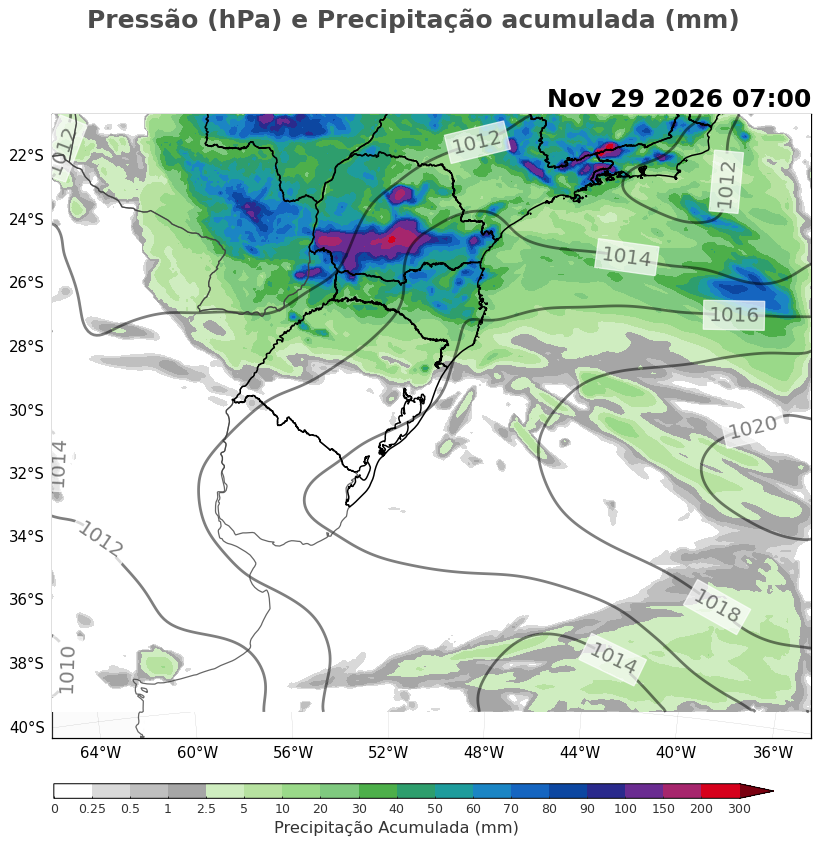 Pressão (hPa) e Precipitação acumulada (mm)
Nov 29 2026 07:00
1012
1012
1012
1014
1016
1020
1014
1012
1018
1014
1010
22°S
24°S
26°S
28°S
30°S
32°S
34°S
36°S
38°S
40°S
64°W 60°W 56°W 52°W 48°W 44°W 40°W 36°W
0 0.25 0.5 1 2.5 5 10 20 30 40 50 60 70 80 90 100 150 200 300
Precipitação Acumulada (mm)